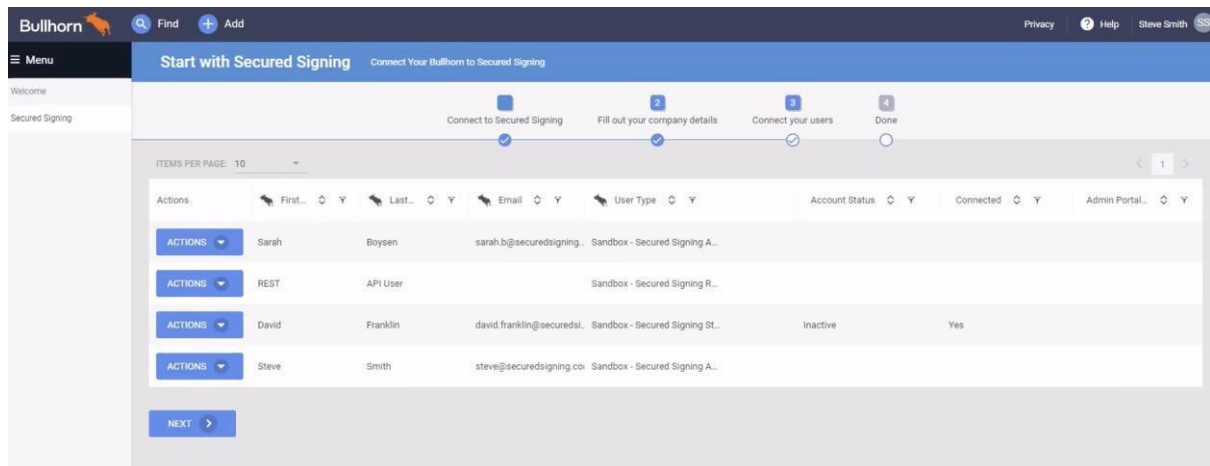 Bullhorn Find Add Privacy Help Steve Smith SS
Menu
Start with Secured Signing Connect Your Bullhorn to Secured Signing
Welcome
Secured Signing
2 3 4
Connect to Secured Signing Fill out your company details Connect your users Done
ITEMS PER PAGE: 10 1
Actions First... Last... Email User Type Account Status Connected Admin Portal...
ACTIONS Sarah Boysen sarah.b@securedsigning... Sandbox - Secured Signing A...
ACTIONS REST API User Sandbox - Secured Signing R...
ACTIONS David Franklin david.franklin@securedsi... Sandbox - Secured Signing St... Inactive Yes
ACTIONS Steve Smith steve@securedsigning.co Sandbox - Secured Signing A...
NEXT